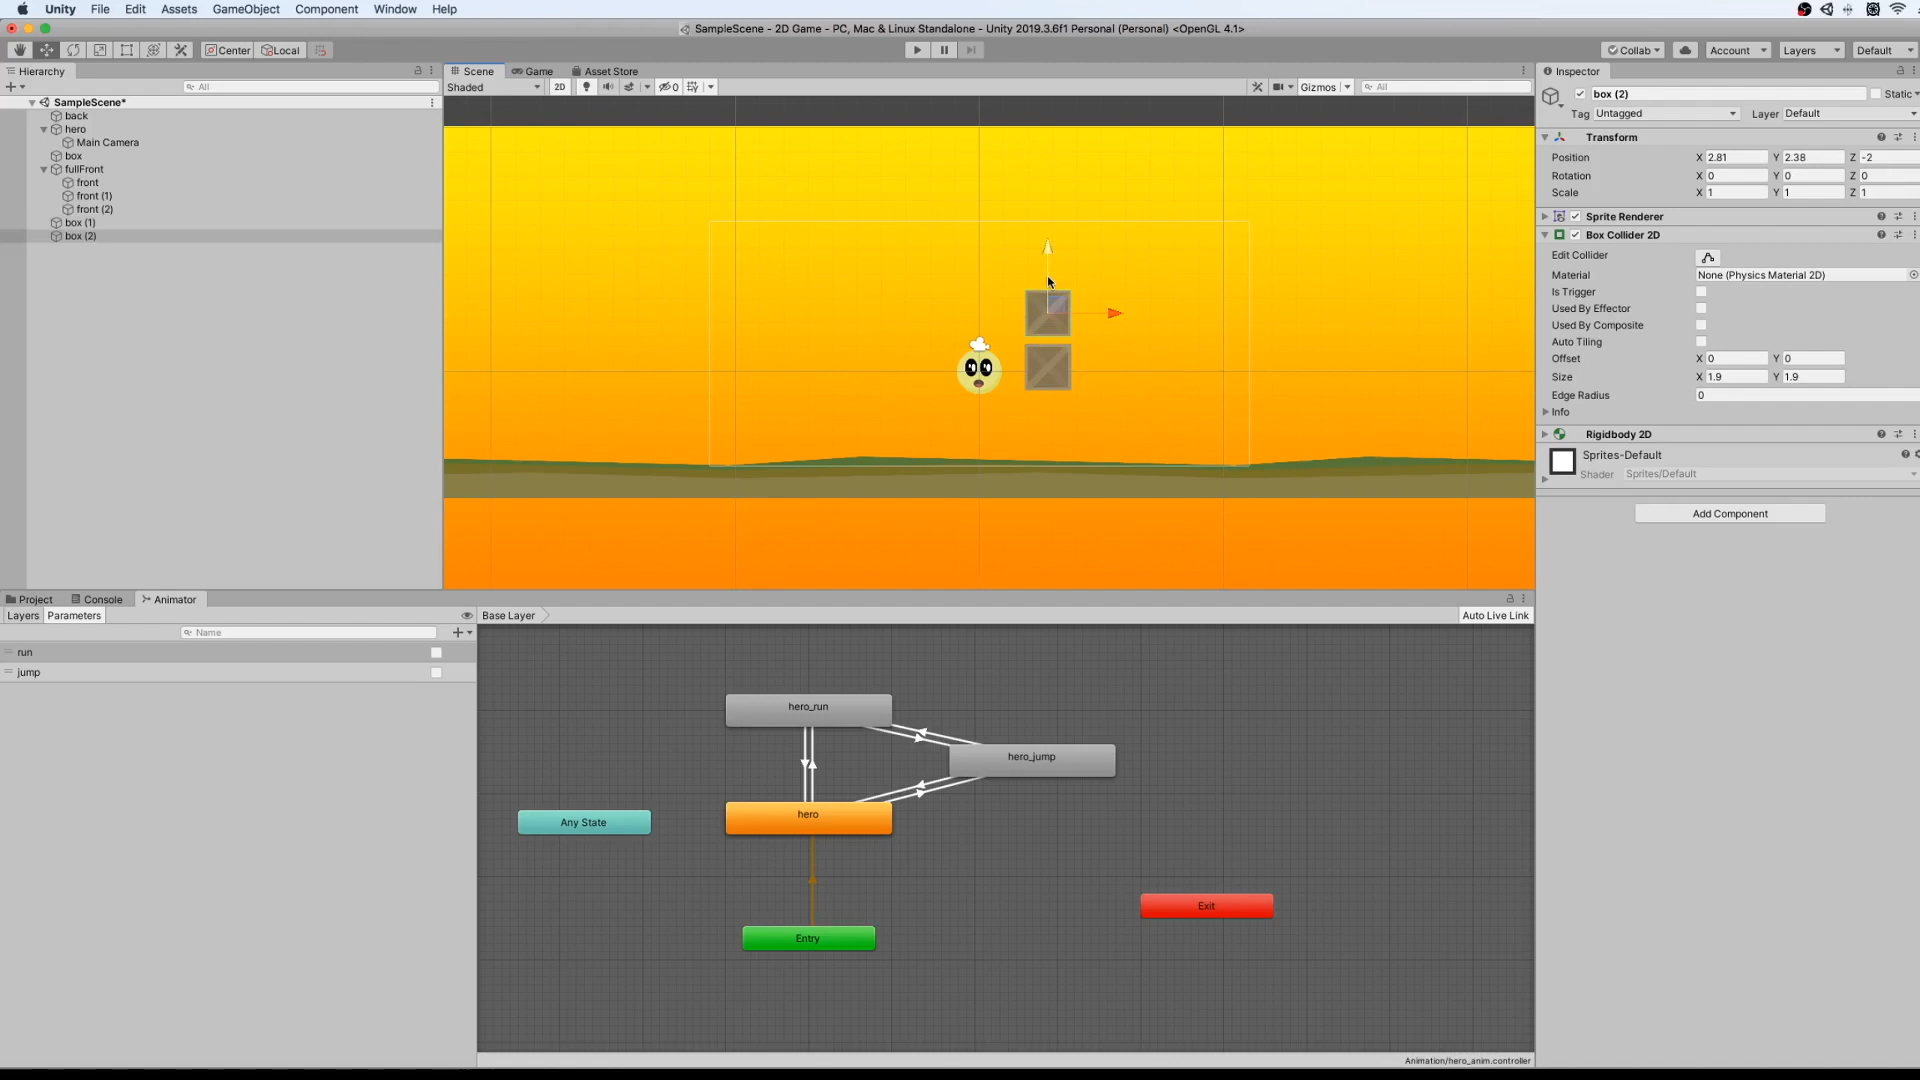 Unity File Edit Assets GameObject Component Window Help
SampleScene - 2D Game - PC, Mac & Linux Standalone - Unity 2019.3.6f1 Personal (Personal) <OpenGL 4.1>
Center Local Collab Account Layers Default
Hierarchy
All
SampleScene*
back
hero
Main Camera
box
fullFront
front
front (1)
front (2)
box (1)
box (2)
Scene Game Asset Store
Shaded 2D 0 Gizmos All
Inspector
box (2) Static
Tag Untagged Layer Default
Transform
Position X 2.81 Y 2.38 Z -2
Rotation X 0 Y 0 Z 0
Scale X 1 Y 1 Z 1
Sprite Renderer
Box Collider 2D
Edit Collider
Material None (Physics Material 2D)
Is Trigger
Used By Effector
Used By Composite
Auto Tiling
Offset X 0 Y 0
Size X 1.9 Y 1.9
Edge Radius 0
Info
Rigidbody 2D
Sprites-Default
Shader Sprites/Default
Add Component
Project Console Animator
Layers Parameters Base Layer Auto Live Link
Name
run
jump
hero_run
hero_jump
hero
Any State
Exit
Entry
Animation/hero_anim.controller